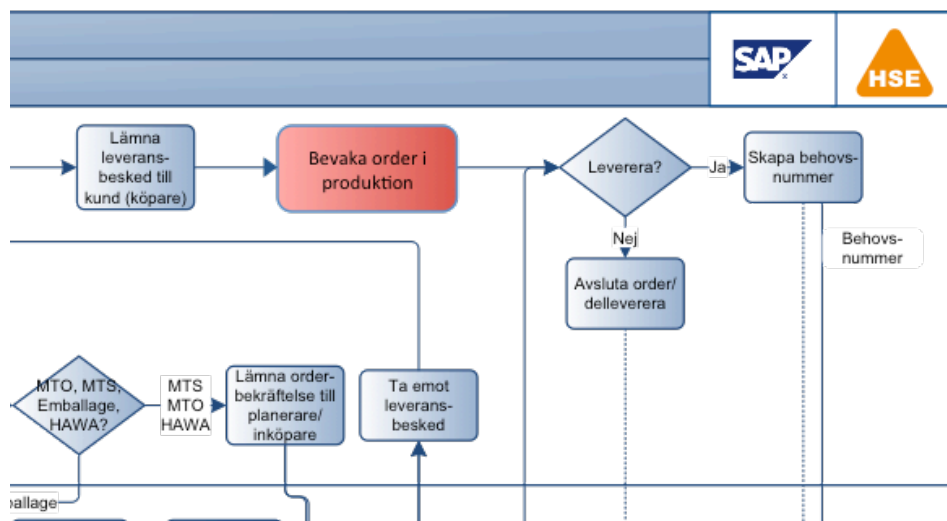 SAP
HSE
Lämna
leverans-
besked till
kund (köpare)
Bevaka order i
produktion
Leverera?
Ja
Skapa behovs-
nummer
Nej
Behovs-
nummer
Avsluta order/
delleverera
MTO, MTS,
Emballage,
HAWA?
MTS
MTO
HAWA
Lämna order-
bekräftelse till
planerare/
inköpare
Ta emot
leverans-
besked
ballage